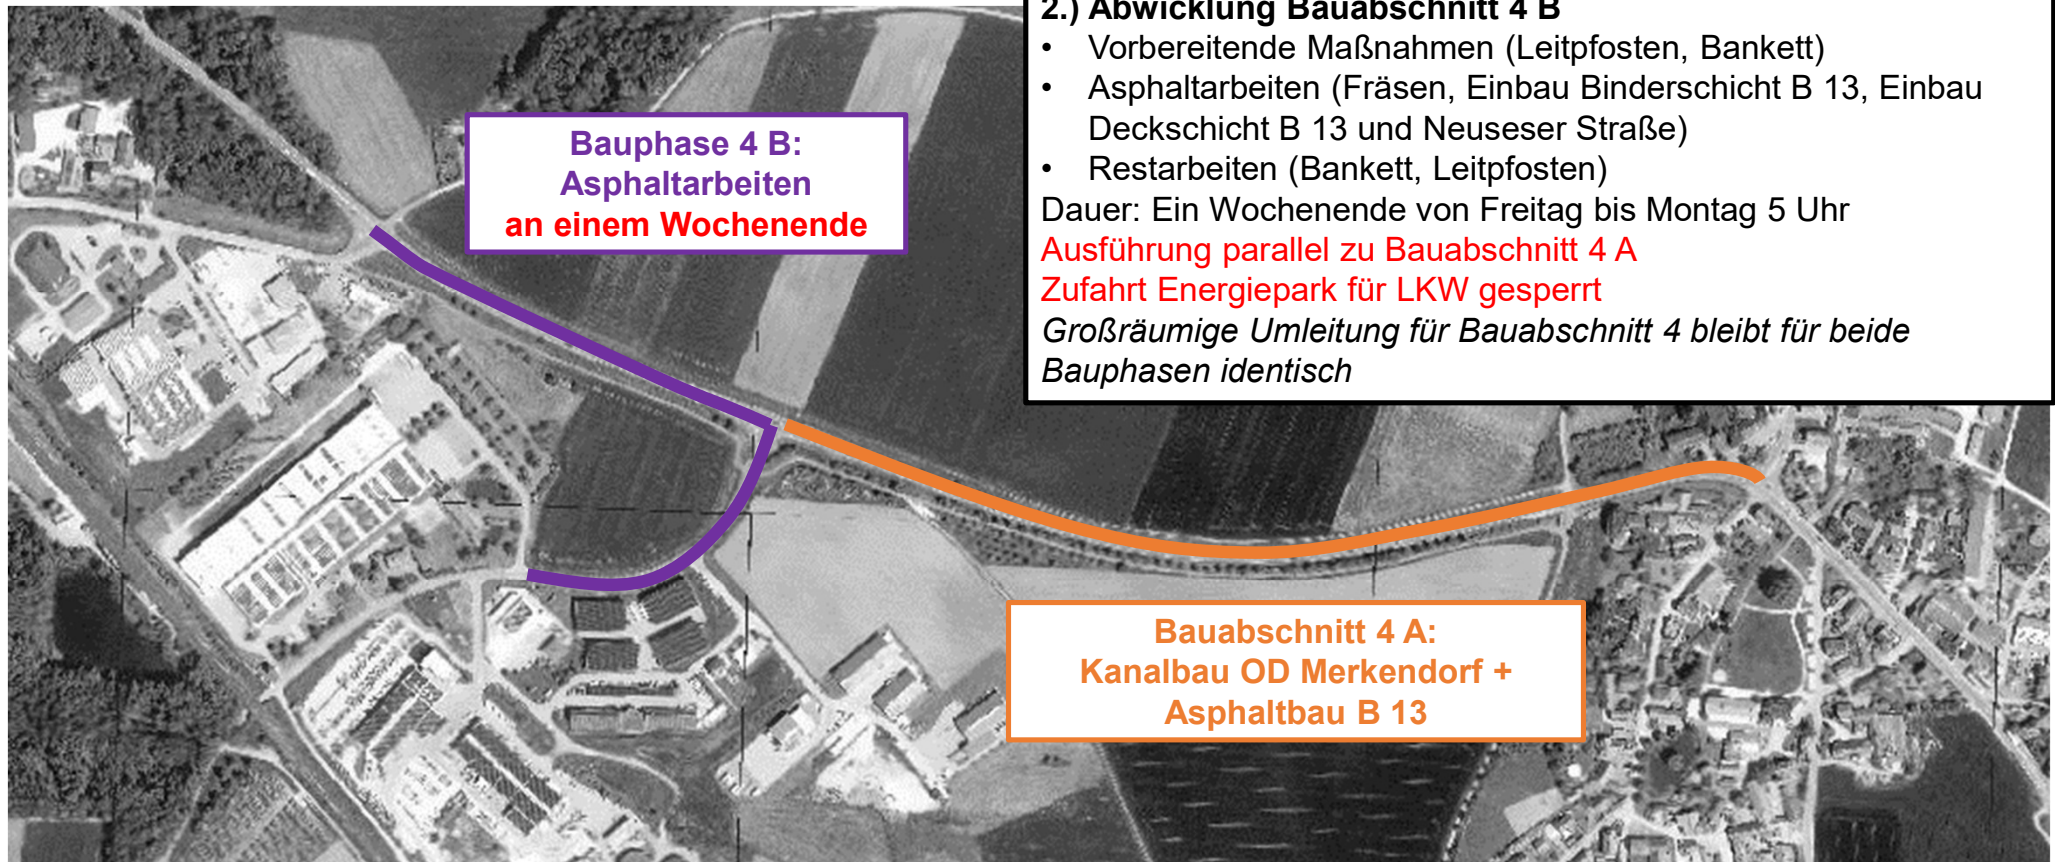 2.) Abwicklung Bauabschnitt 4 B
• Vorbereitende Maßnahmen (Leitpfosten, Bankett)
• Asphaltarbeiten (Fräsen, Einbau Binderschicht B 13, Einbau
Deckschicht B 13 und Neuseser Straße)
• Restarbeiten (Bankett, Leitpfosten)
Dauer: Ein Wochenende von Freitag bis Montag 5 Uhr
Ausführung parallel zu Bauabschnitt 4 A
Zufahrt Energiepark für LKW gesperrt
Großräumige Umleitung für Bauabschnitt 4 bleibt für beide
Bauphasen identisch
Bauphase 4 B:
Asphaltarbeiten
an einem Wochenende
Bauabschnitt 4 A:
Kanalbau OD Merkendorf +
Asphaltbau B 13